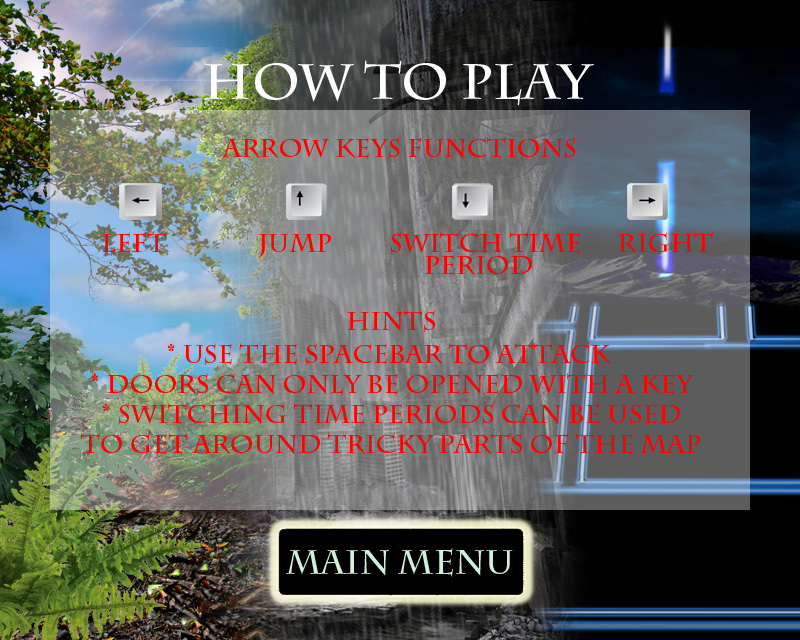 HOW TO PLAY
ARROW KEYS FUNCTIONS
← ↑ ↓ →
LEFT JUMP SWITCH TIME PERIOD RIGHT
HINTS
* USE THE SPACEBAR TO ATTACK
* DOORS CAN ONLY BE OPENED WITH A KEY
* SWITCHING TIME PERIODS CAN BE USED
TO GET AROUND TRICKY PARTS OF THE MAP
MAIN MENU